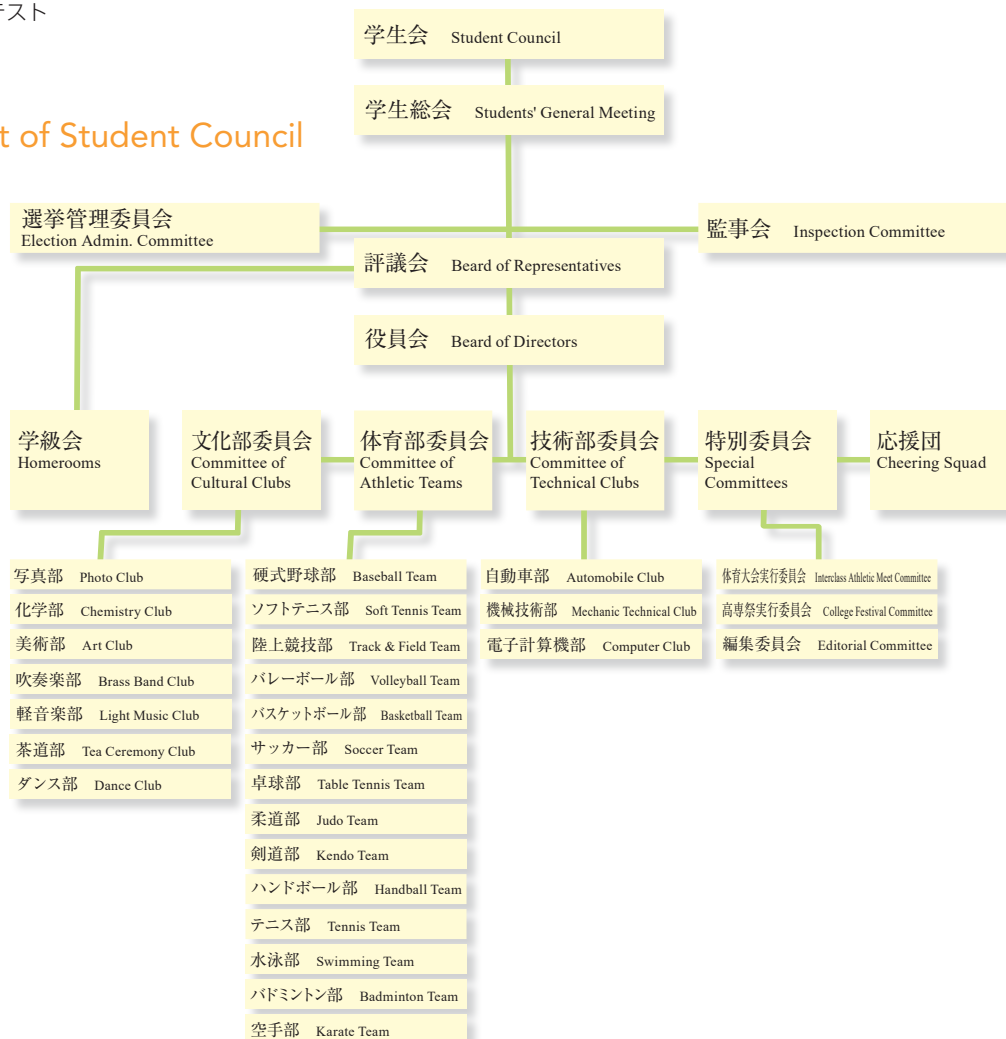 テスト
学生会 Student Council
学生総会 Students' General Meeting
t of Student Council
選挙管理委員会
Election Admin. Committee
監事会 Inspection Committee
評議会 Beard of Representatives
役員会 Beard of Directors
学級会
Homerooms
文化部委員会
Committee of
Cultural Clubs
体育部委員会
Committee of
Athletic Teams
技術部委員会
Committee of
Technical Clubs
特別委員会
Special
Committees
応援団
Cheering Squad
写真部 Photo Club
化学部 Chemistry Club
美術部 Art Club
吹奏楽部 Brass Band Club
軽音楽部 Light Music Club
茶道部 Tea Ceremony Club
ダンス部 Dance Club
硬式野球部 Baseball Team
ソフトテニス部 Soft Tennis Team
陸上競技部 Track & Field Team
バレーボール部 Volleyball Team
バスケットボール部 Basketball Team
サッカー部 Soccer Team
卓球部 Table Tennis Team
柔道部 Judo Team
剣道部 Kendo Team
ハンドボール部 Handball Team
テニス部 Tennis Team
水泳部 Swimming Team
バドミントン部 Badminton Team
空手部 Karate Team
自動車部 Automobile Club
機械技術部 Mechanic Technical Club
電子計算機部 Computer Club
体育大会実行委員会 Interclass Athletic Meet Committee
高専祭実行委員会 College Festival Committee
編集委員会 Editorial Committee